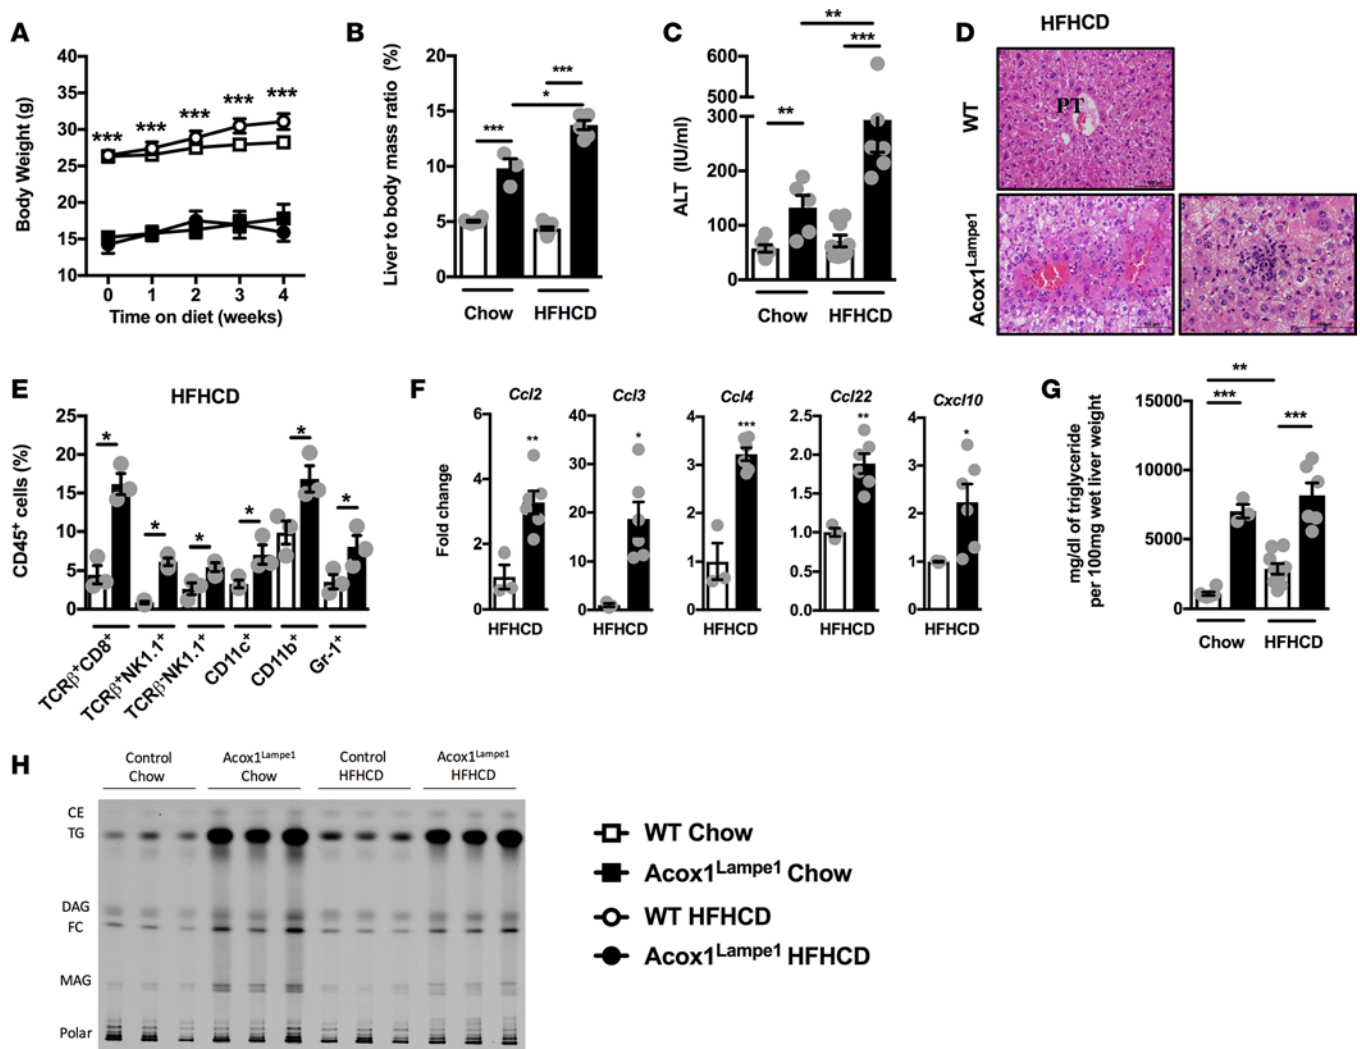 A
Body Weight (g)
40
35
30
25
20
15
10
***
***
***
***
***
0 1 2 3 4
Time on diet (weeks)
B
Liver to body mass ratio (%)
20
15
10
5
0
***
*
***
Chow HFHCD
C
ALT (IU/ml)
600
500
300
200
100
0
**
**
***
Chow HFHCD
D
HFHCD
WT
PT
Acox1Lampe1
E
HFHCD
CD45+ cells (%)
25
20
15
10
5
0
*
*
*
*
*
*
TCRβ+CD8+
TCRβ+NK1.1+
TCRβ-NK1.1+
CD11c+
CD11b+
Gr-1+
F
Fold change
Ccl2
6
4
2
0
**
HFHCD
Ccl3
40
30
20
10
0
*
HFHCD
Ccl4
4
3
2
1
0
***
HFHCD
Ccl22
2.5
2.0
1.5
1.0
0.5
0.0
**
HFHCD
Cxcl10
4
3
2
1
0
*
HFHCD
G
mg/dl of triglyceride
per 100mg wet liver weight
15000
10000
5000
0
**
***
***
Chow HFHCD
H
Control
Chow
Acox1Lampe1
Chow
Control
HFHCD
Acox1Lampe1
HFHCD
CE
TG
DAG
FC
MAG
Polar
WT Chow
Acox1Lampe1 Chow
WT HFHCD
Acox1Lampe1 HFHCD